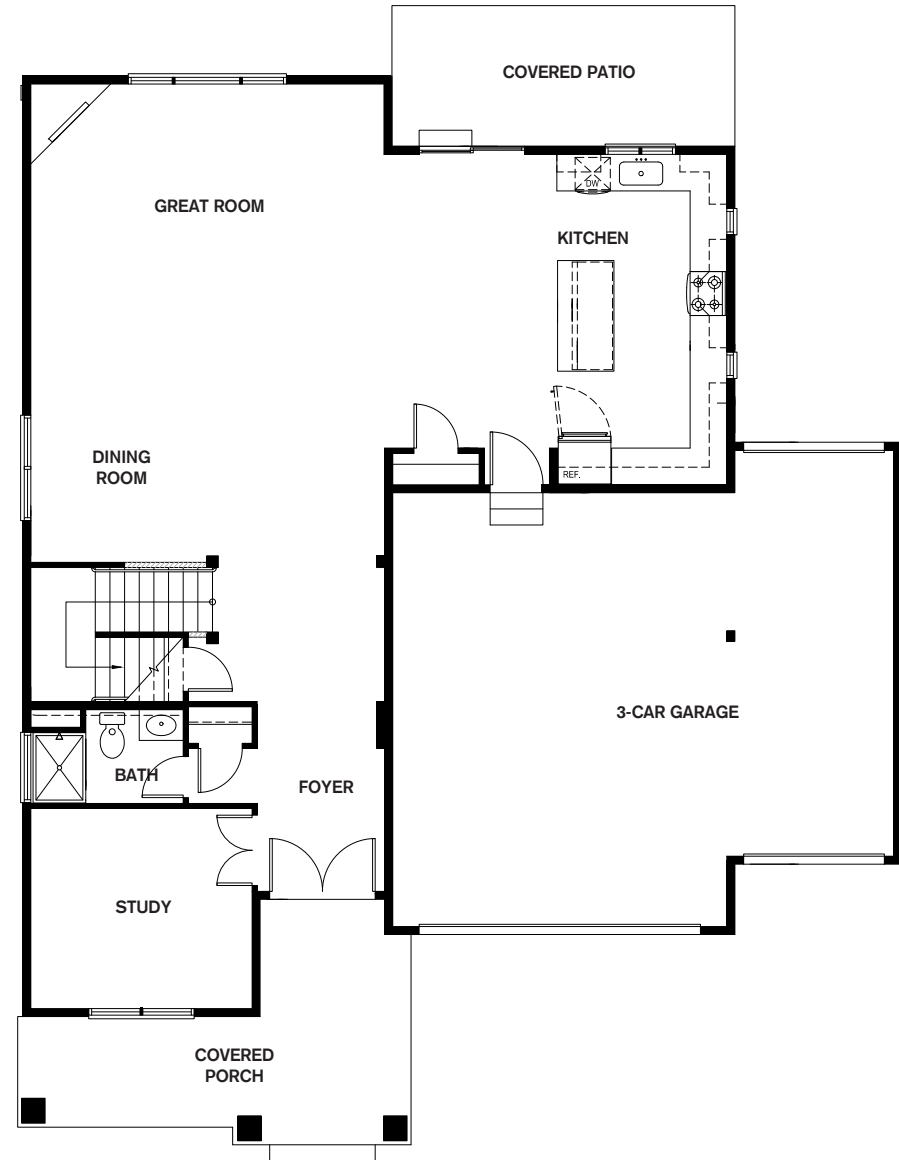 COVERED PATIO
GREAT ROOM
DW
KITCHEN
DINING
ROOM
REF.
3-CAR GARAGE
BATH
FOYER
STUDY
COVERED
PORCH